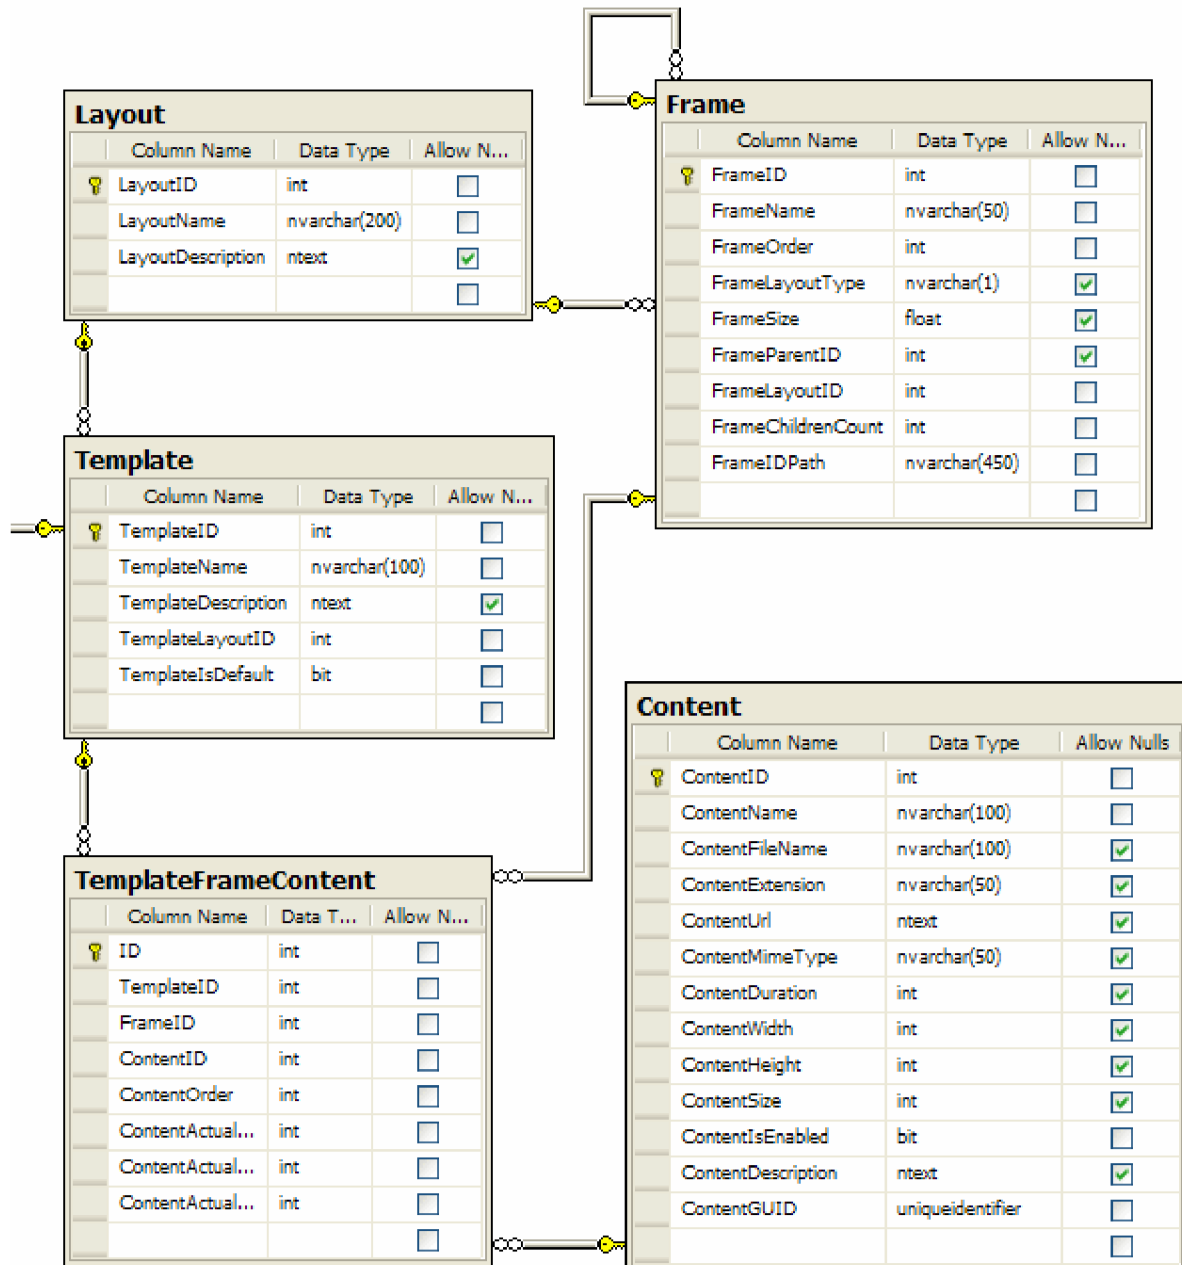 Layout
Column Name Data Type Allow N...
LayoutID int
LayoutName nvarchar(200)
LayoutDescription ntext
Frame
Column Name Data Type Allow N...
FrameID int
FrameName nvarchar(50)
FrameOrder int
FrameLayoutType nvarchar(1)
FrameSize float
FrameParentID int
FrameLayoutID int
FrameChildrenCount int
FrameIDPath nvarchar(450)
Template
Column Name Data Type Allow N...
TemplateID int
TemplateName nvarchar(100)
TemplateDescription ntext
TemplateLayoutID int
TemplateIsDefault bit
Content
Column Name Data Type Allow Nulls
ContentID int
ContentName nvarchar(100)
ContentFileName nvarchar(100)
ContentExtension nvarchar(50)
ContentUrl ntext
ContentMimeType nvarchar(50)
ContentDuration int
ContentWidth int
ContentHeight int
ContentSize int
ContentIsEnabled bit
ContentDescription ntext
ContentGUID uniqueidentifier
TemplateFrameContent
Column Name Data T... Allow N...
ID int
TemplateID int
FrameID int
ContentID int
ContentOrder int
ContentActual... int
ContentActual... int
ContentActual... int